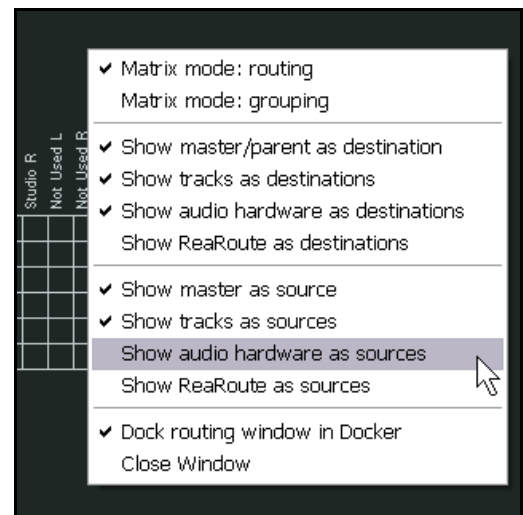 Studio R
Not Used L
Not Used R
Matrix mode: routing
Matrix mode: grouping
Show master/parent as destination
Show tracks as destinations
Show audio hardware as destinations
Show ReaRoute as destinations
Show master as source
Show tracks as sources
Show audio hardware as sources
Show ReaRoute as sources
Dock routing window in Docker
Close Window